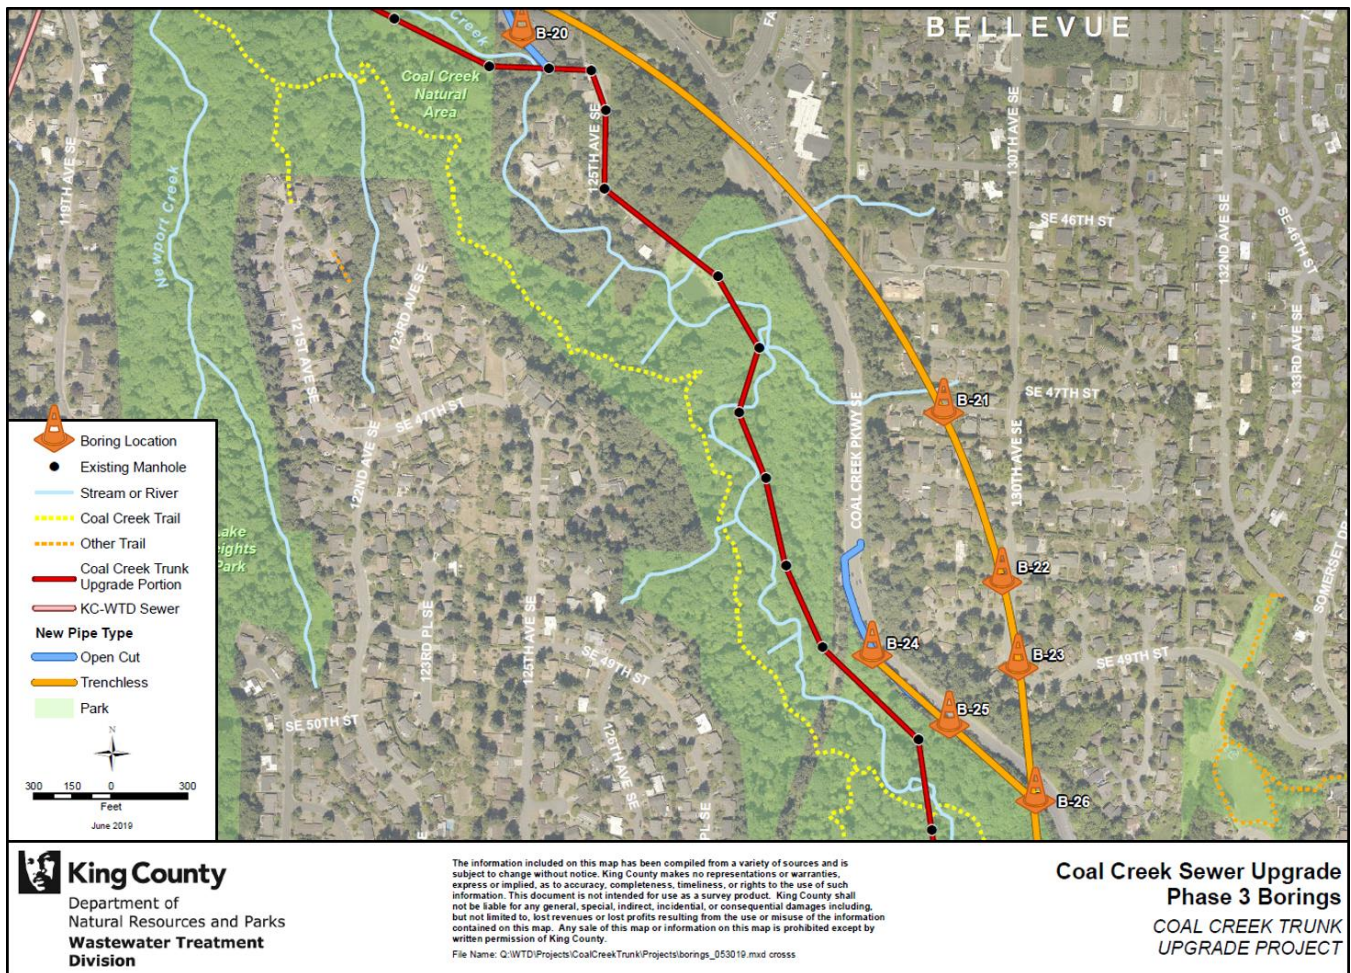 BELLEVUE
Creek
B-20
FA
Coal Creek
Natural
Area
119TH AVE SE
125TH AVE SE
130TH AVE SE
Newport Creek
SE 46TH ST
132ND AVE SE
SE 46TH ST
121ST AVE SE
123RD AVE SE
133RD AVE SE
SE 47TH ST
B-21
SE 47TH ST
122ND AVE SE
COAL CREEK PKWY SE
130TH AVE SE
ake
eights
Park
B-22
SOMERSET DR
123RD PL SE
125TH AVE SE
B-24
B-23
SE 49TH ST
SE 49TH ST
B-25
SE 50TH ST
126TH AVE SE
B-26
E
PL SE
Boring Location
Existing Manhole
Stream or River
Coal Creek Trail
Other Trail
Coal Creek Trunk
Upgrade Portion
KC-WTD Sewer
New Pipe Type
Open Cut
Trenchless
Park
N
300 150 0 300
Feet
June 2019
King County
Department of
Natural Resources and Parks
Wastewater Treatment
Division
The information included on this map has been compiled from a variety of sources and is
subject to change without notice. King County makes no representations or warranties,
express or implied, as to accuracy, completeness, timeliness, or rights to the use of such
information. This document is not intended for use as a survey product. King County shall
not be liable for any general, special, indirect, incidental, or consequential damages including,
but not limited to, lost revenues or lost profits resulting from the use or misuse of the information
contained on this map. Any sale of this map or information on this map is prohibited except by
written permission of King County.
File Name: Q:\WTD\Projects\CoalCreekTrunk\Projects\borings_053019.mxd crosss
Coal Creek Sewer Upgrade
Phase 3 Borings
COAL CREEK TRUNK
UPGRADE PROJECT